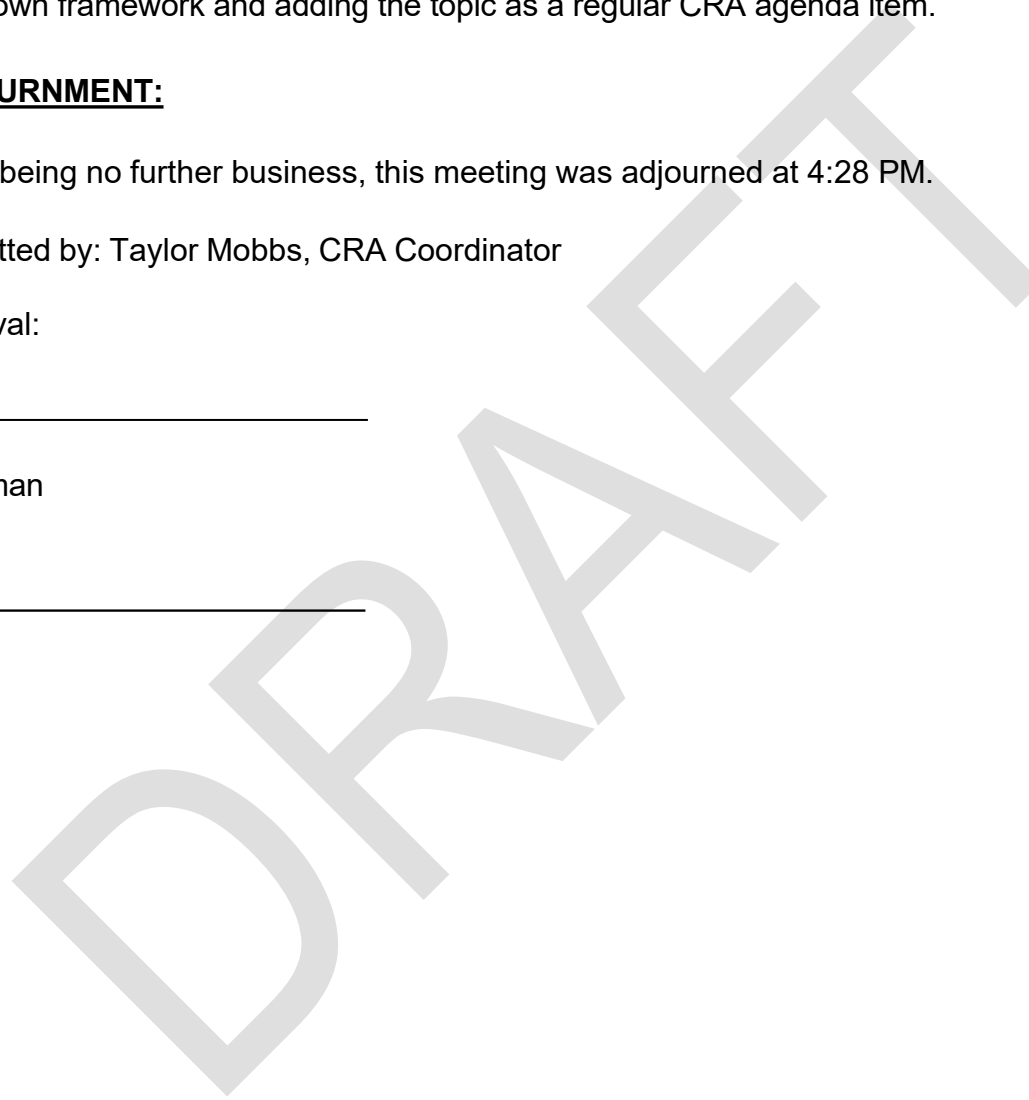 own framework and adding the topic as a regular CRA agenda item.
URNMENT:
being no further business, this meeting was adjourned at 4:28 PM.
tted by: Taylor Mobbs, CRA Coordinator
val:
man
DRAFT